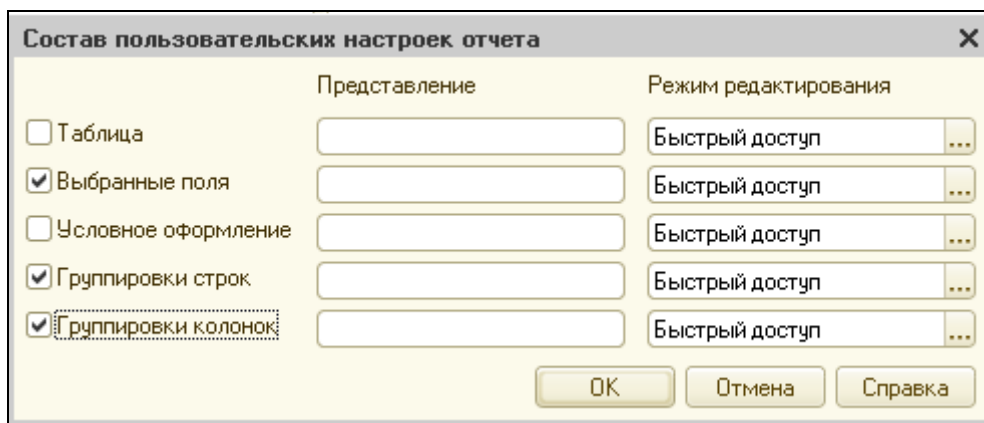 Состав пользовательских настроек отчета
Представление Режим редактирования
Таблица Быстрый доступ ...
Выбранные поля Быстрый доступ ...
Условное оформление Быстрый доступ ...
Группировки строк Быстрый доступ ...
Группировки колонок Быстрый доступ ...
ОК Отмена Справка